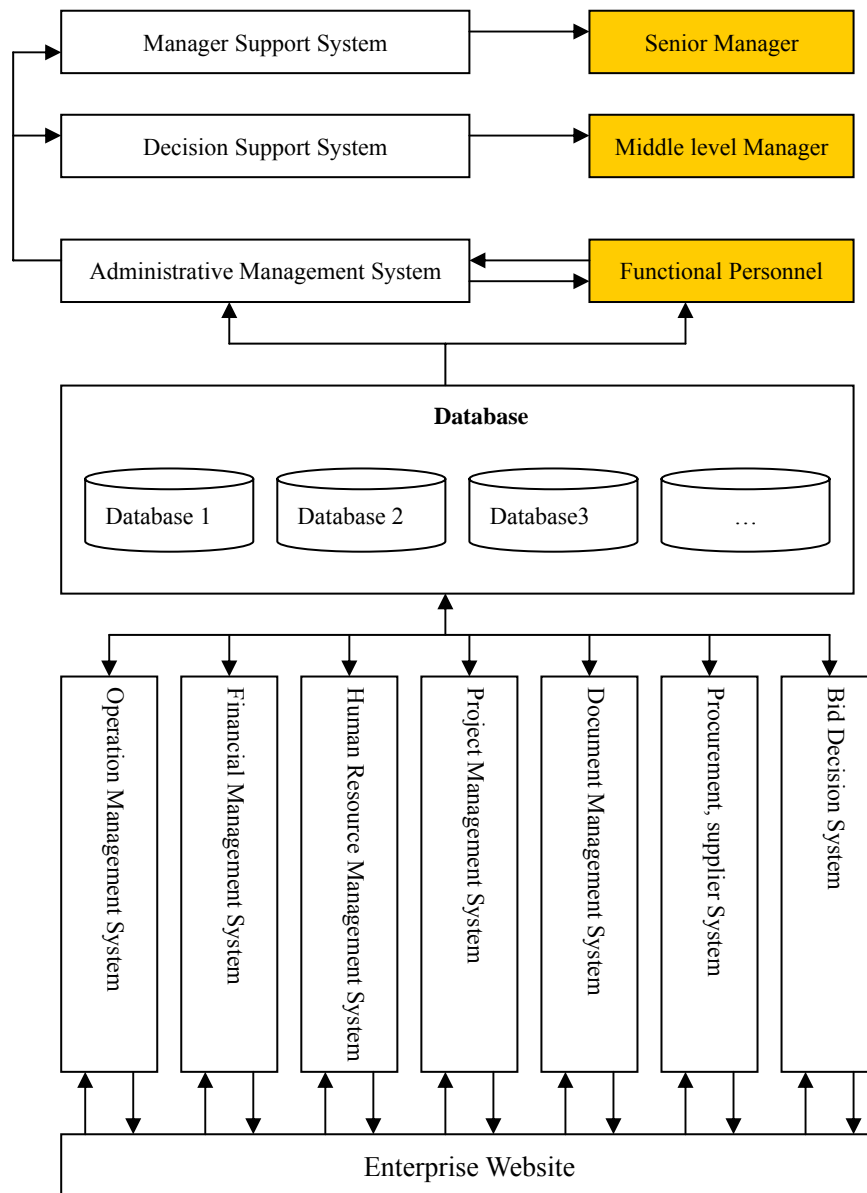 Manager Support System
Senior Manager
Decision Support System
Middle level Manager
Administrative Management System
Functional Personnel
Database
Database 1
Database 2
Database3
…
Operation Management System
Financial Management System
Human Resource Management System
Project Management System
Document Management System
Procurement, supplier System
Bid Decision System
Enterprise Website